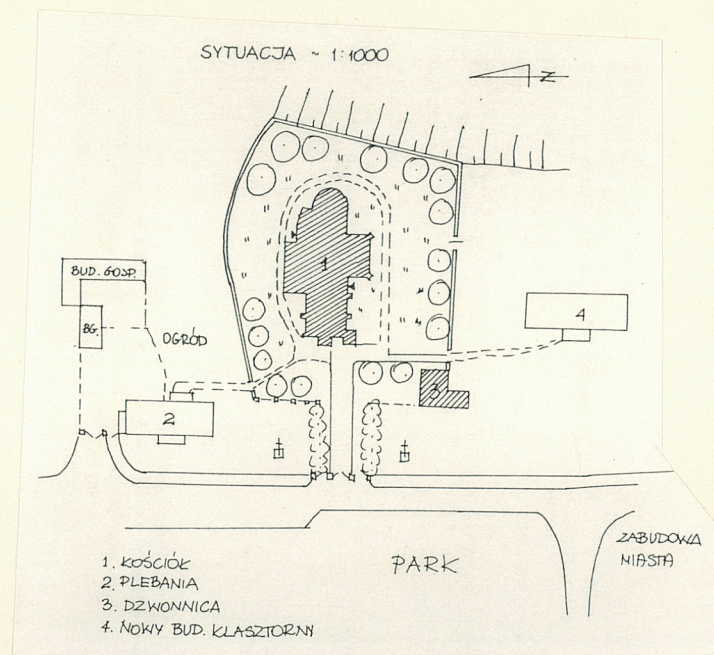 SYTUACJA ~ 1:1000
N
1
BUD. GOSP.
BG.
OGRÓD
4
3
2
ZABUDOWA
MIASTA
PARK
1. KOŚCIÓŁ
2. PLEBANIA
3. DZWONNICA
4. NOWY BUD. KLASZTORNY